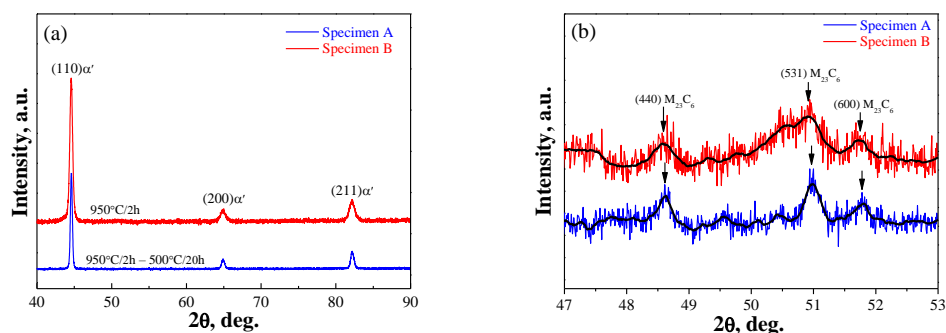 (a)
Specimen A
Specimen B
(110)α′
(200)α′
(211)α′
950°C/2h
950°C/2h – 500°C/20h
Intensity, a.u.
40 50 60 70 80 90
2θ, deg.
(b)
Specimen A
Specimen B
(531) M23C6
(440) M23C6
(600) M23C6
Intensity, a.u.
47 48 49 50 51 52 53
2θ, deg.